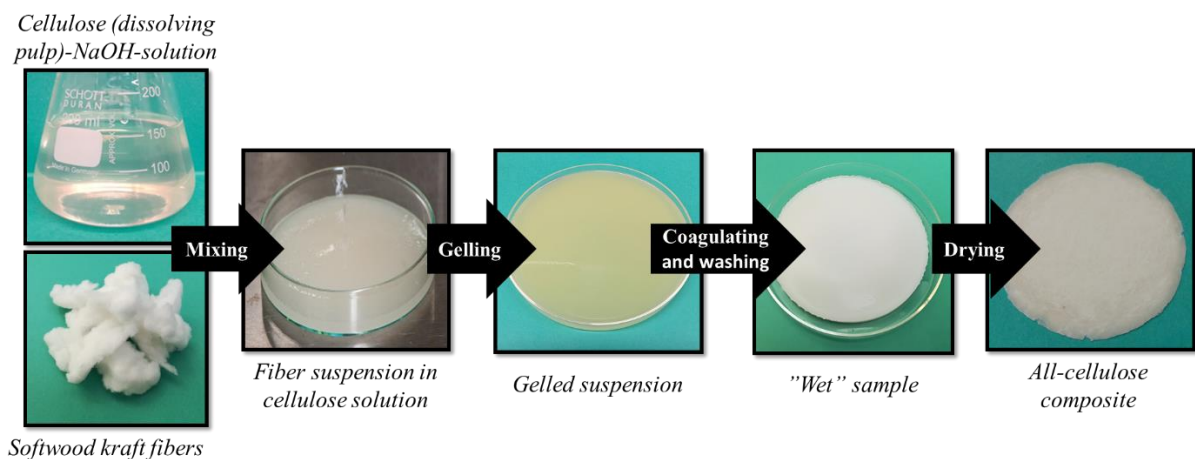 Cellulose (dissolving
pulp)-NaOH-solution
SCHOTT
DURAN
200
150
100
Mixing
Gelling
Coagulating
and washing
Drying
Fiber suspension in
cellulose solution
Gelled suspension
”Wet” sample
All-cellulose
composite
Softwood kraft fibers